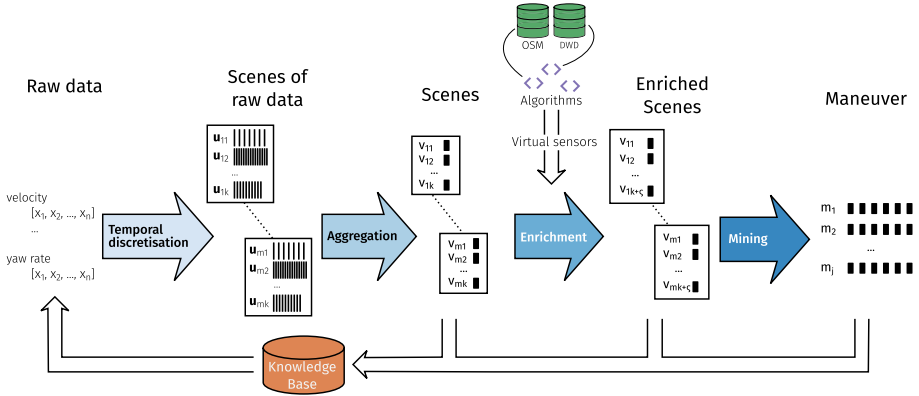 OSM DWD
Algorithms
Virtual sensors
Raw data
velocity
[x₁, x₂, ..., xₙ]
...
yaw rate
[x₁, x₂, ..., xₙ]
Temporal
discretisation
Scenes of
raw data
u₁₁
u₁₂
...
u₁ₖ
uₘ₁
uₘ₂
...
uₘₖ
Aggregation
Scenes
v₁₁
v₁₂
...
v₁ₖ
vₘ₁
vₘ₂
...
vₘₖ
Enrichment
Enriched
Scenes
v₁₁
v₁₂
...
v₁ₖ₊ς
vₘ₁
vₘ₂
...
vₘₖ₊ς
Mining
Maneuver
m₁
m₂
...
mⱼ
Knowledge
Base